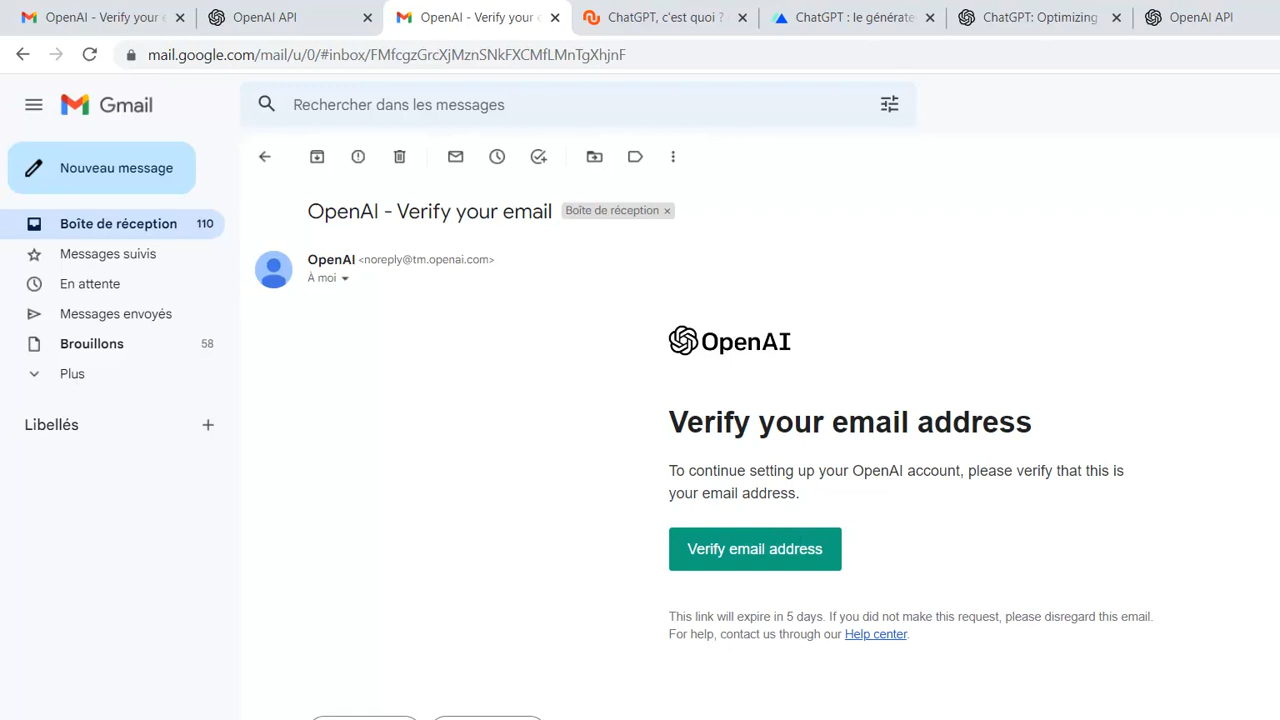 OpenAI - Verify your e
OpenAI API
OpenAI - Verify your e
ChatGPT, c'est quoi ?
ChatGPT : le générate
ChatGPT: Optimizing
OpenAI API
mail.google.com/mail/u/0/#inbox/FMfcgzGrcXjMznSNkFXCMfLMnTgXhjnF
Gmail
Rechercher dans les messages
Nouveau message
Boîte de réception 110
Messages suivis
En attente
Messages envoyés
Brouillons 58
Plus
Libellés
OpenAI - Verify your email Boîte de réception ×
OpenAI <noreply@tm.openai.com>
À moi
OpenAI
Verify your email address
To continue setting up your OpenAI account, please verify that this is
your email address.
Verify email address
This link will expire in 5 days. If you did not make this request, please disregard this email.
For help, contact us through our Help center.